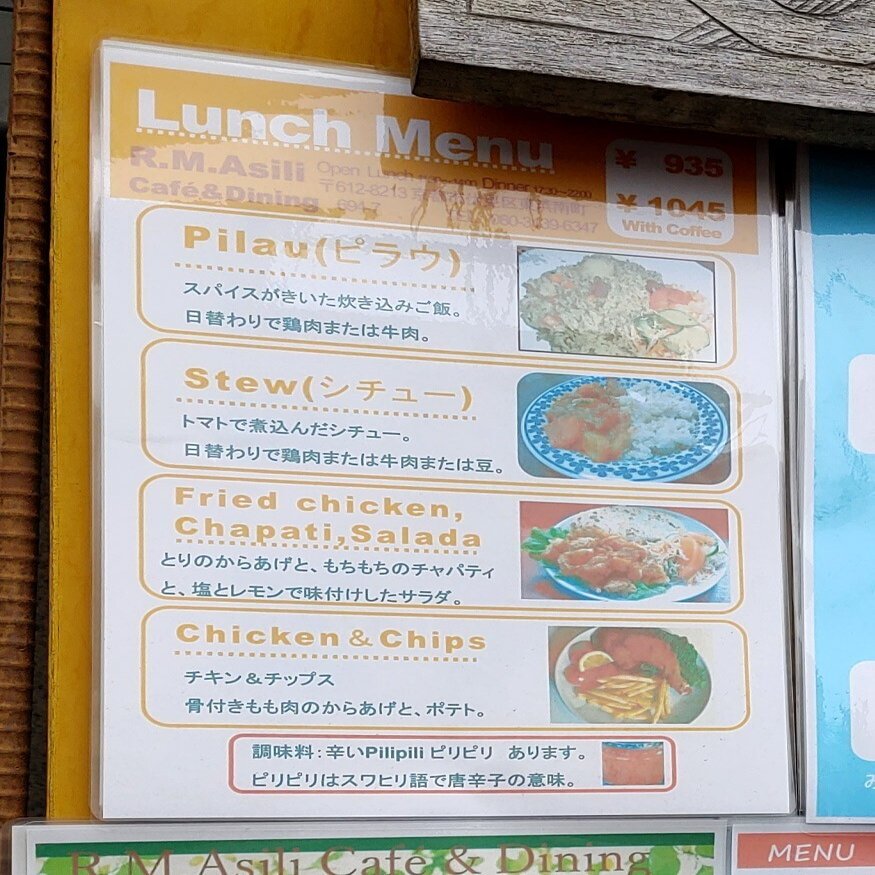 Lunch Menu
R.M.Asili
Café&Dining
Open Lunch Dinner 17:30~22:00
〒612-8213
694-7
¥ 935
¥ 1045
With Coffee
Pilau(ピラウ)
スパイスがきいた炊き込みご飯。
日替わりで鶏肉または牛肉。
Stew(シチュー)
トマトで煮込んだシチュー。
日替わりで鶏肉または牛肉または豆。
Fried chicken,
Chapati,Salada
とりのからあげと、もちもちのチャパティ
と、塩とレモンで味付けしたサラダ。
Chicken&Chips
チキン&チップス
骨付きもも肉のからあげと、ポテト。
調味料:辛いPilipili ピリピリ あります。
ピリピリはスワヒリ語で唐辛子の意味。
R.M Asili Café & Dining
MENU